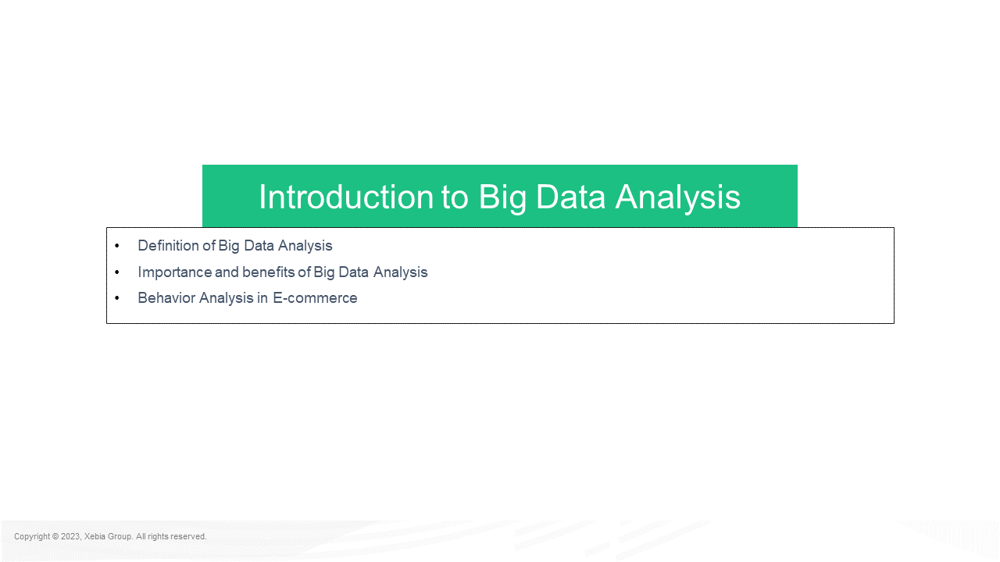 Introduction to Big Data Analysis
• Definition of Big Data Analysis
• Importance and benefits of Big Data Analysis
• Behavior Analysis in E-commerce
Copyright © 2023, Xebia Group. All rights reserved.